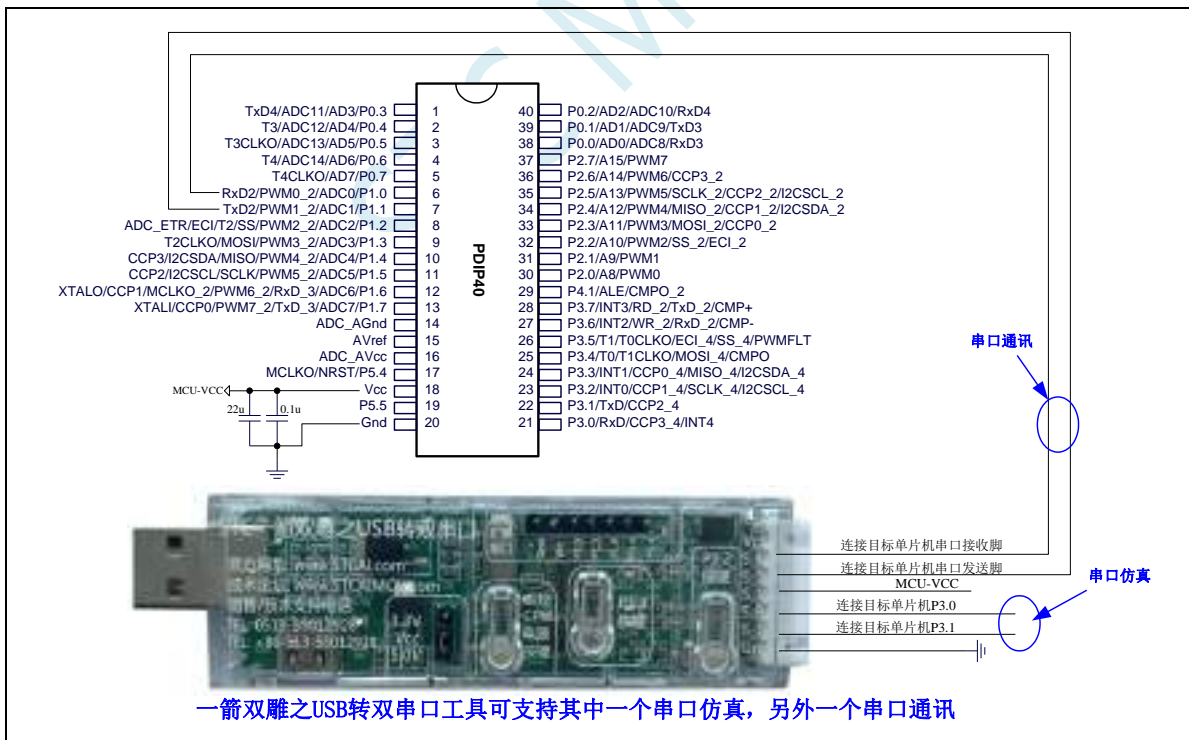 TxD4/ADC11/AD3/P0.3 1 40 P0.2/AD2/ADC10/RxD4
T3/ADC12/AD4/P0.4 2 39 P0.1/AD1/ADC9/TxD3
T3CLKO/ADC13/AD5/P0.5 3 38 P0.0/AD0/ADC8/RxD3
T4/ADC14/AD6/P0.6 4 37 P2.7/A15/PWM7
T4CLKO/AD7/P0.7 5 36 P2.6/A14/PWM6/CCP3_2
RxD2/PWM0_2/ADC0/P1.0 6 35 P2.5/A13/PWM5/SCLK_2/CCP2_2/I2CSCL_2
TxD2/PWM1_2/ADC1/P1.1 7 34 P2.4/A12/PWM4/MISO_2/CCP1_2/I2CSDA_2
ADC_ETR/ECI/T2/SS/PWM2_2/ADC2/P1.2 8 33 P2.3/A11/PWM3/MOSI_2/CCP0_2
T2CLKO/MOSI/PWM3_2/ADC3/P1.3 9 32 P2.2/A10/PWM2/SS_2/ECI_2
CCP3/I2CSDA/MISO/PWM4_2/ADC4/P1.4 10 31 P2.1/A9/PWM1
CCP2/I2CSCL/SCLK/PWM5_2/ADC5/P1.5 11 30 P2.0/A8/PWM0
XTALO/CCP1/MCLKO_2/PWM6_2/RxD_3/ADC6/P1.6 12 29 P4.1/ALE/CMPO_2
XTALI/CCP0/PWM7_2/TxD_3/ADC7/P1.7 13 28 P3.7/INT3/RD_2/TxD_2/CMP+
ADC_AGnd 14 27 P3.6/INT2/WR_2/RxD_2/CMP-
AVref 15 26 P3.5/T1/T0CLKO/ECI_4/SS_4/PWMFLT
ADC_AVcc 16 25 P3.4/T0/T1CLKO/MOSI_4/CMPO
MCLKO/NRST/P5.4 17 24 P3.3/INT1/CCP0_4/MISO_4/I2CSDA_4
Vcc 18 23 P3.2/INT0/CCP1_4/SCLK_4/I2CSCL_4
P5.5 19 22 P3.1/TxD/CCP2_4
Gnd 20 21 P3.0/RxD/CCP3_4/INT4
PDIP40
MCU-VCC
22u 0.1u
串口通讯
一箭双雕之USB转双串口
连接目标单片机串口接收脚
连接目标单片机串口发送脚
MCU-VCC
连接目标单片机P3.0
连接目标单片机P3.1
串口仿真
一箭双雕之USB转双串口工具可支持其中一个串口仿真，另外一个串口通讯